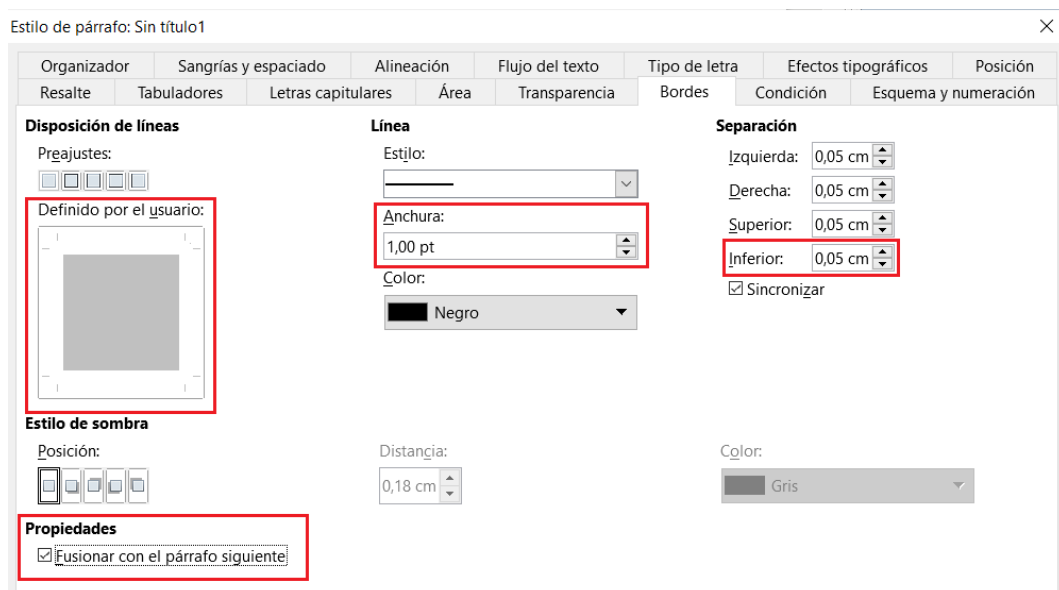 Estilo de párrafo: Sin título1
Organizador Sangrías y espaciado Alineación Flujo del texto Tipo de letra Efectos tipográficos Posición
Resalte Tabuladores Letras capitulares Área Transparencia Bordes Condición Esquema y numeración
Disposición de líneas
Preajustes:
Definido por el usuario:
Línea
Estilo:
Anchura:
1,00 pt
Color:
Negro
Separación
Izquierda: 0,05 cm
Derecha: 0,05 cm
Superior: 0,05 cm
Inferior: 0,05 cm
Sincronizar
Estilo de sombra
Posición:
Distancia:
0,18 cm
Color:
Gris
Propiedades
Fusionar con el párrafo siguiente